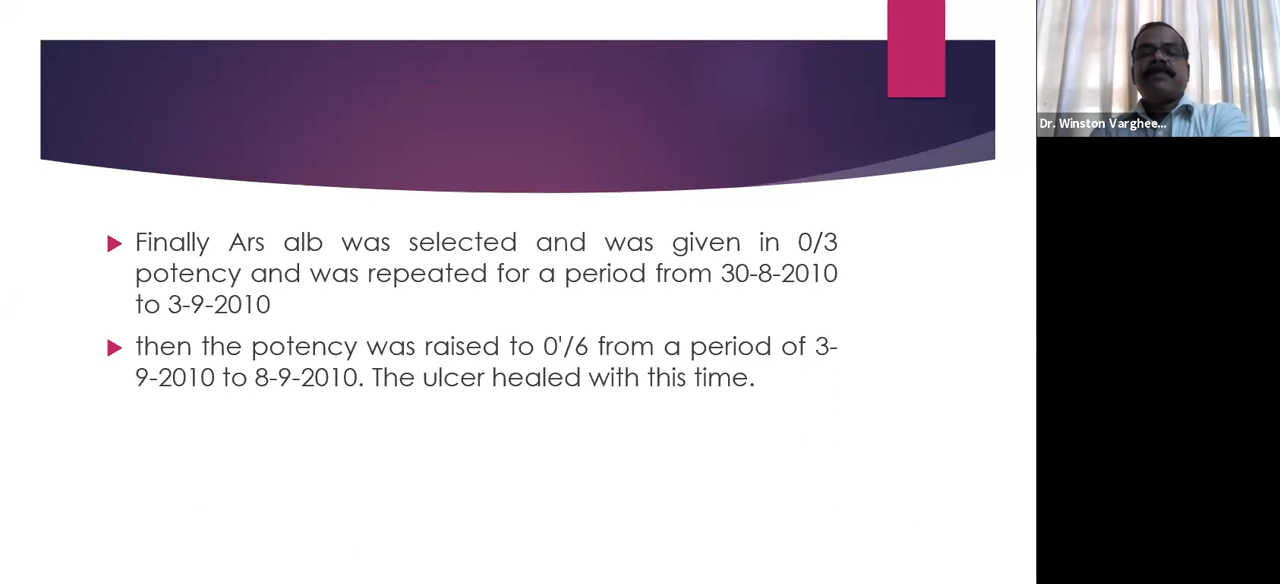 Finally Ars alb was selected and was given in 0/3
potency and was repeated for a period from 30-8-2010
to 3-9-2010
then the potency was raised to 0'/6 from a period of 3-
9-2010 to 8-9-2010. The ulcer healed with this time.
Dr. Winston Varghee...